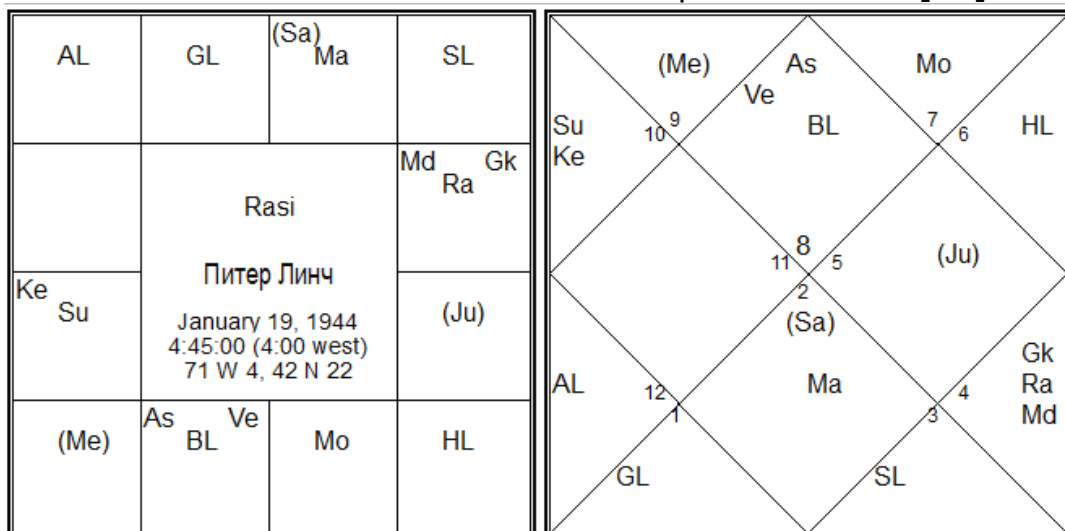 AL GL (Sa) Ma SL
Md Gk
Ra
Rasi
Питер Линч
January 19, 1944
4:45:00 (4:00 west)
71 W 4, 42 N 22
Ke
Su
(Ju)
(Me)
As Ve
BL
Mo
HL
(Me)
As
Mo
Ve
BL
Su
Ke
10
9
7
6
HL
8
11
5
(Ju)
2
(Sa)
Ma
AL
12
1
4
3
Gk
Ra
Md
GL
SL